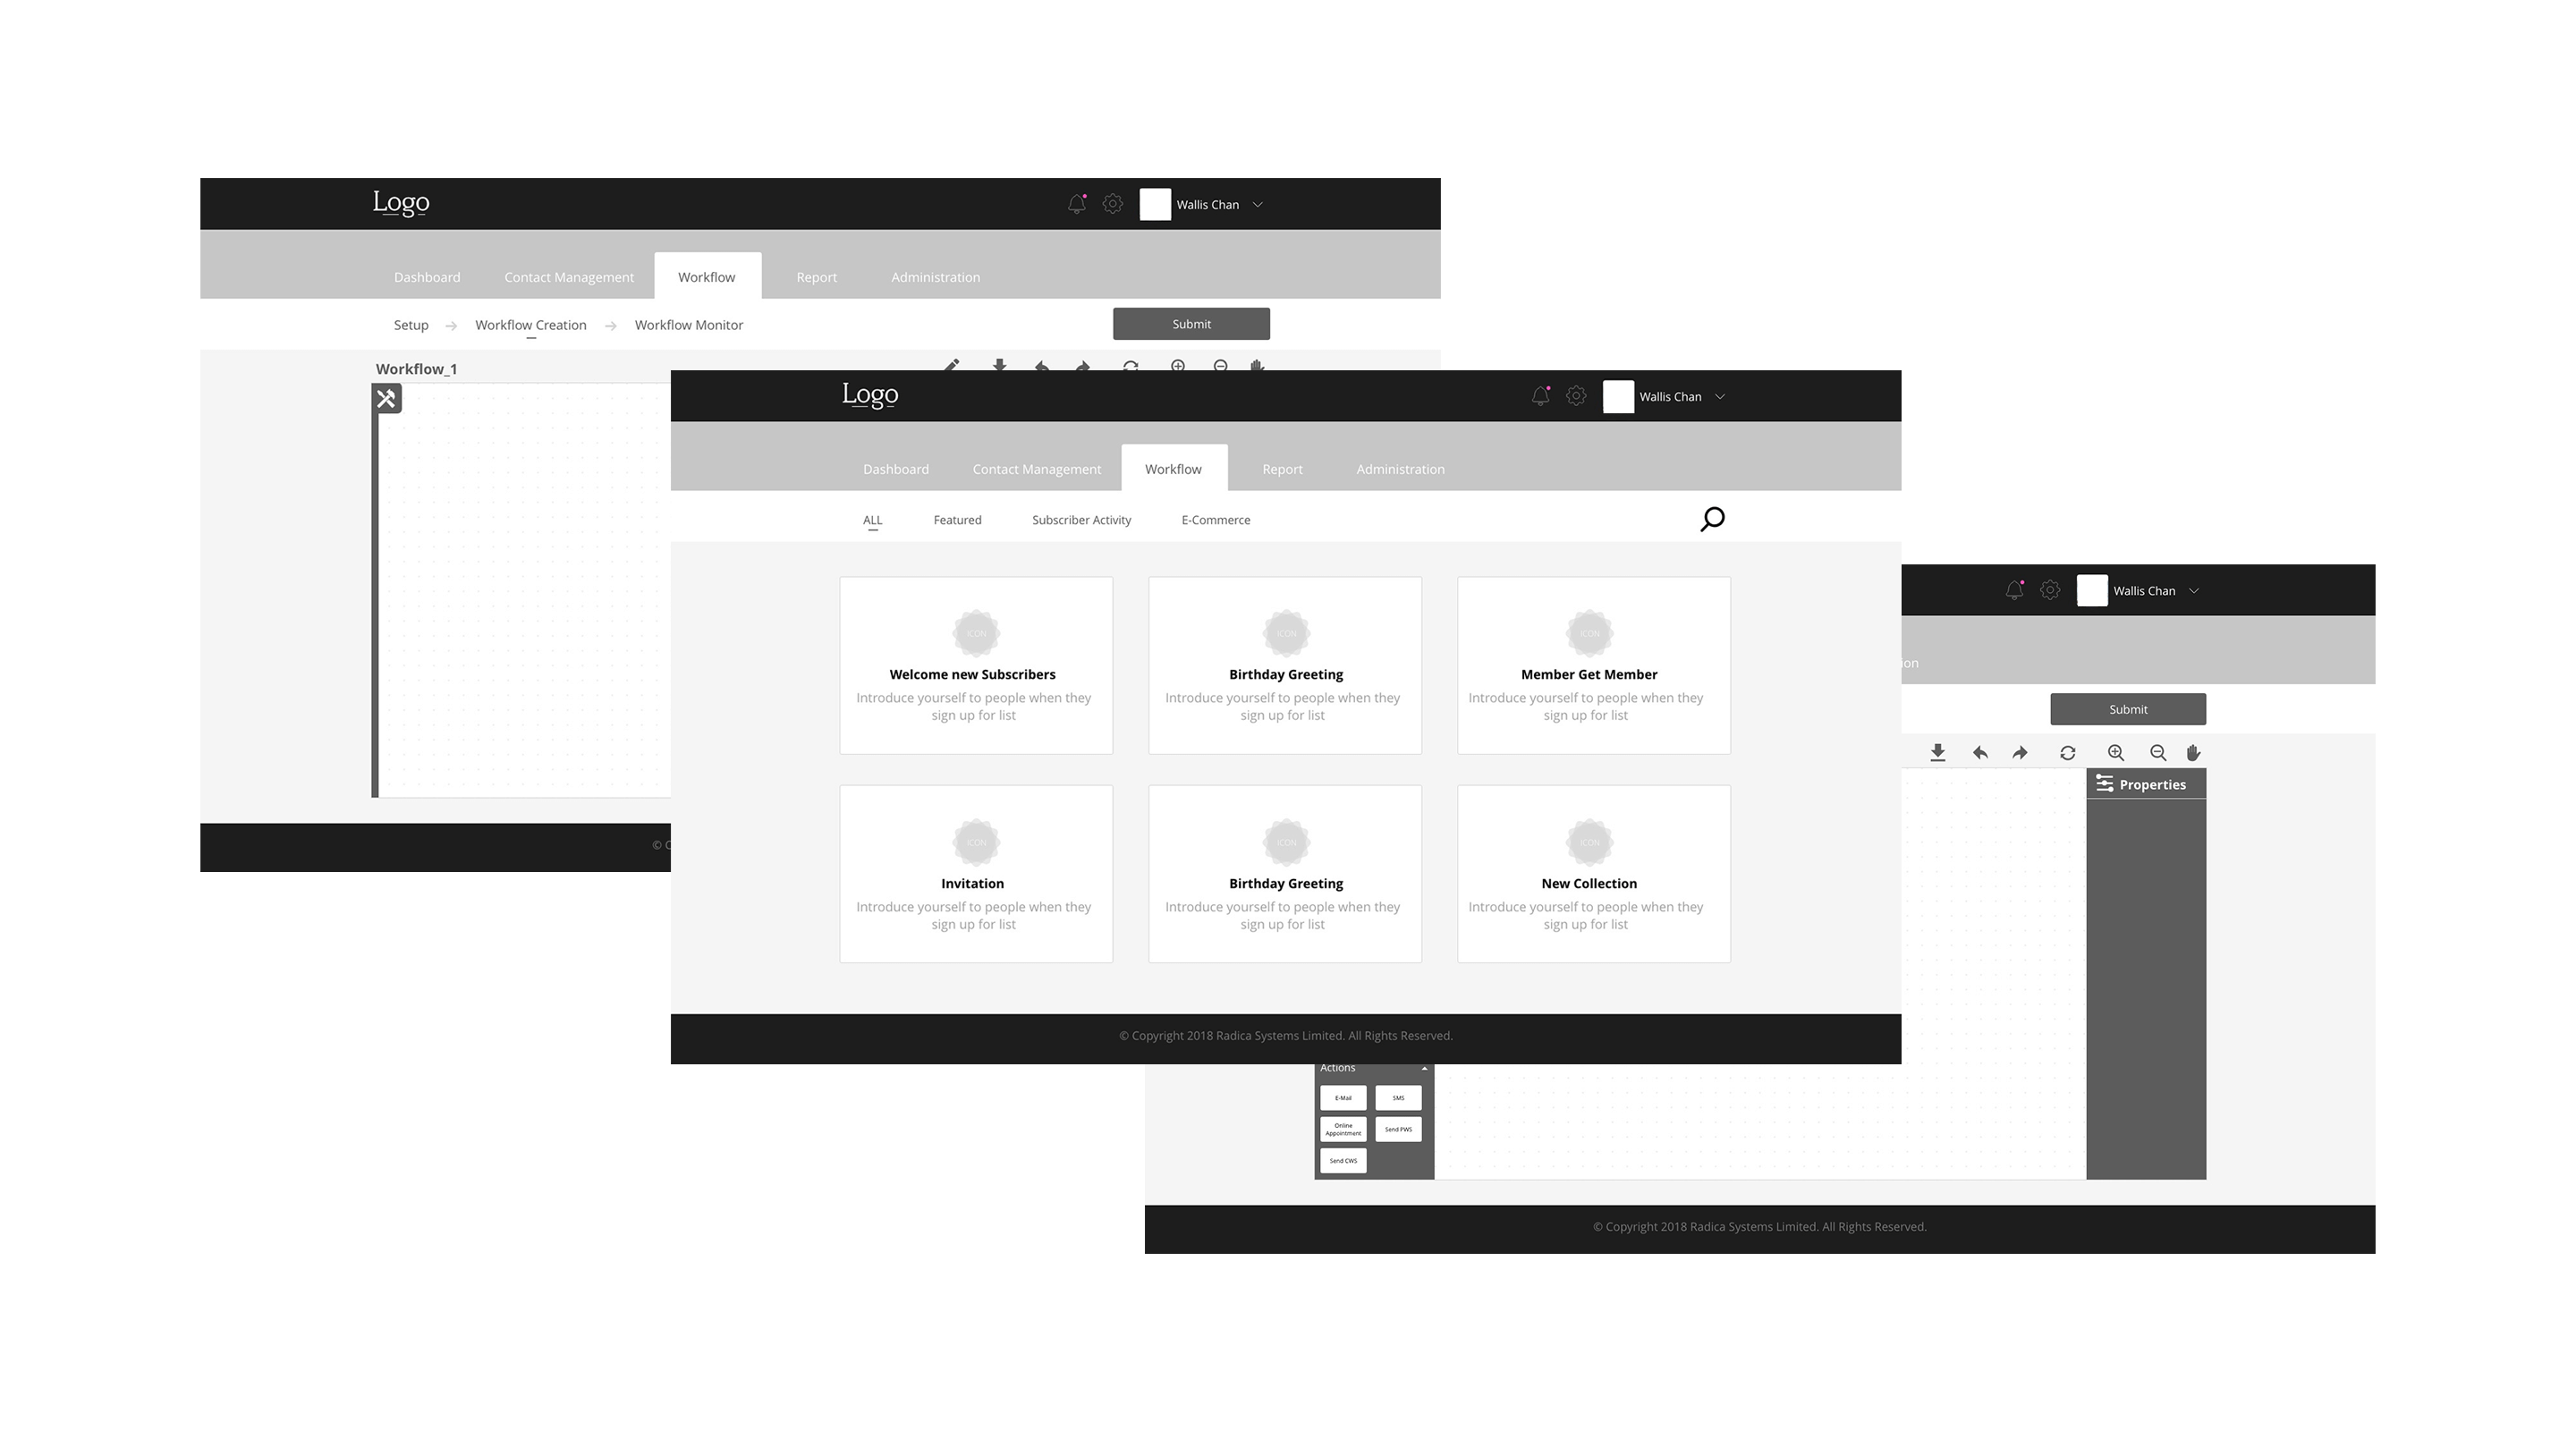 Logo
Wallis Chan
Dashboard Contact Management Workflow Report Administration
Setup Workflow Creation Workflow Monitor Submit
Workflow_1
Logo
Wallis Chan
Dashboard Contact Management Workflow Report Administration
ALL Featured Subscriber Activity E-Commerce
ICON ICON ICON
Welcome new Subscribers Birthday Greeting Member Get Member
Introduce yourself to people when they Introduce yourself to people when they Introduce yourself to people when they
sign up for list sign up for list sign up for list
ICON ICON ICON
Invitation Birthday Greeting New Collection
Introduce yourself to people when they Introduce yourself to people when they Introduce yourself to people when they
sign up for list sign up for list sign up for list
© Copyright 2018 Radica Systems Limited. All Rights Reserved.
Wallis Chan
Submit
Properties
Actions
E-Mail SMS
Online
Appointment Send PWS
Send CWS
© Copyright 2018 Radica Systems Limited. All Rights Reserved.